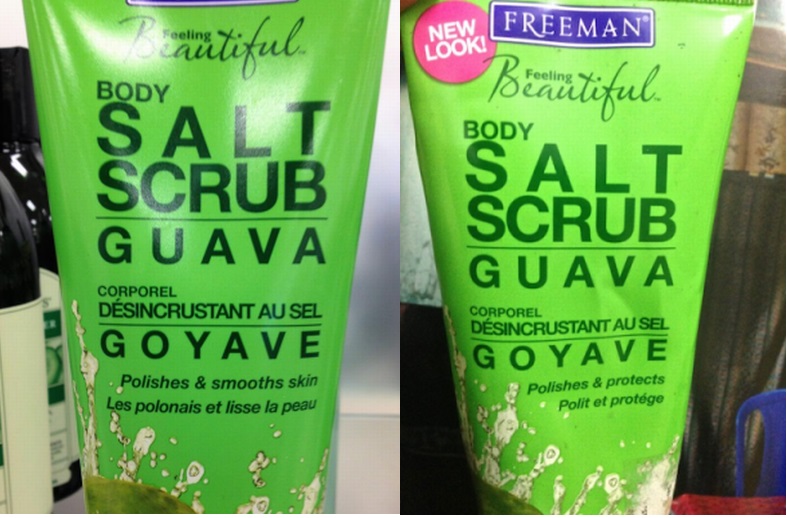 Feeling
Beautiful
BODY
SALT
SCRUB
GUAVA
CORPOREL
DÉSINCRUSTANT AU SEL
GOYAVE
Polishes & smooths skin
Les polonais et lisse la peau
NEW
LOOK!
FREEMAN
Feeling
Beautiful
BODY
SALT
SCRUB
GUAVA
CORPOREL
DÉSINCRUSTANT AU SEL
GOYAVE
Polishes & protects
Polit et protége